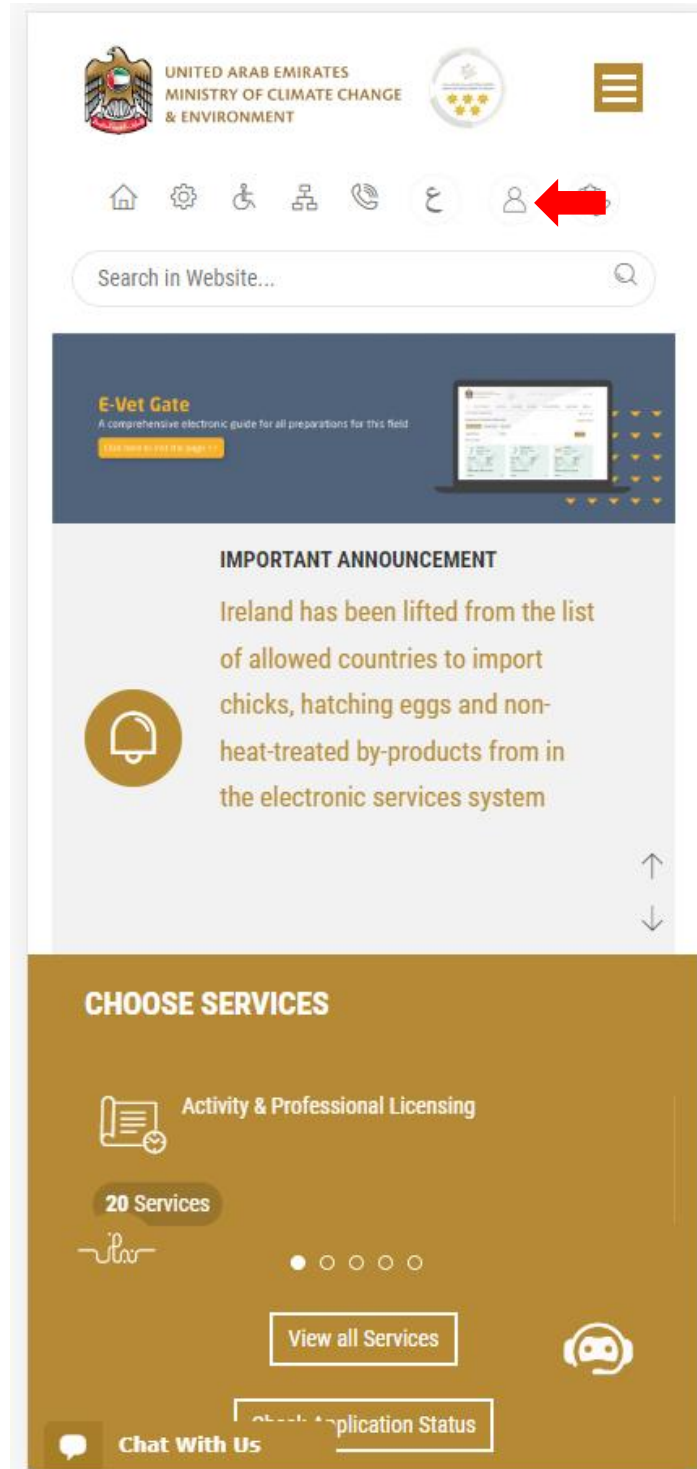 UNITED ARAB EMIRATES
MINISTRY OF CLIMATE CHANGE
& ENVIRONMENT
ع
Search in Website...
E-Vet Gate
A comprehensive electronic guide for all preparations for this field
IMPORTANT ANNOUNCEMENT
Ireland has been lifted from the list
of allowed countries to import
chicks, hatching eggs and non-
heat-treated by-products from in
the electronic services system
CHOOSE SERVICES
Activity & Professional Licensing
20 Services
View all Services
Check Application Status
Chat With Us